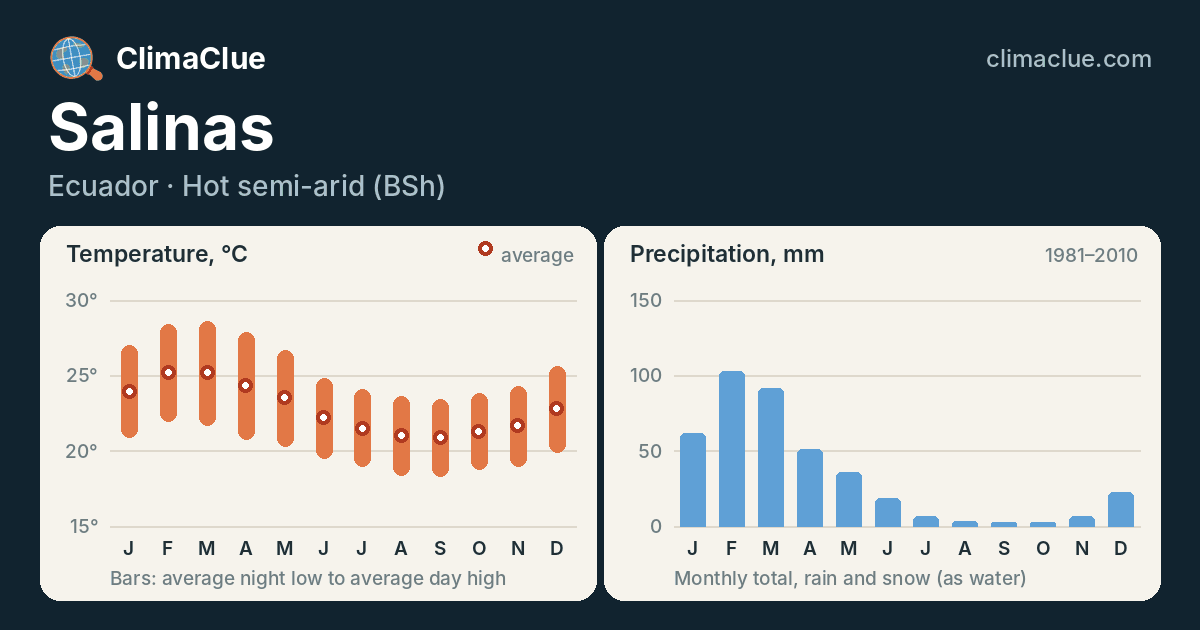 ClimaClue
climaclue.com
Salinas
Ecuador · Hot semi-arid (BSh)
Temperature, °C
average
30°
25°
20°
15°
J F M A M J J A S O N D
Bars: average night low to average day high
Precipitation, mm
1981–2010
150
100
50
0
J F M A M J J A S O N D
Monthly total, rain and snow (as water)